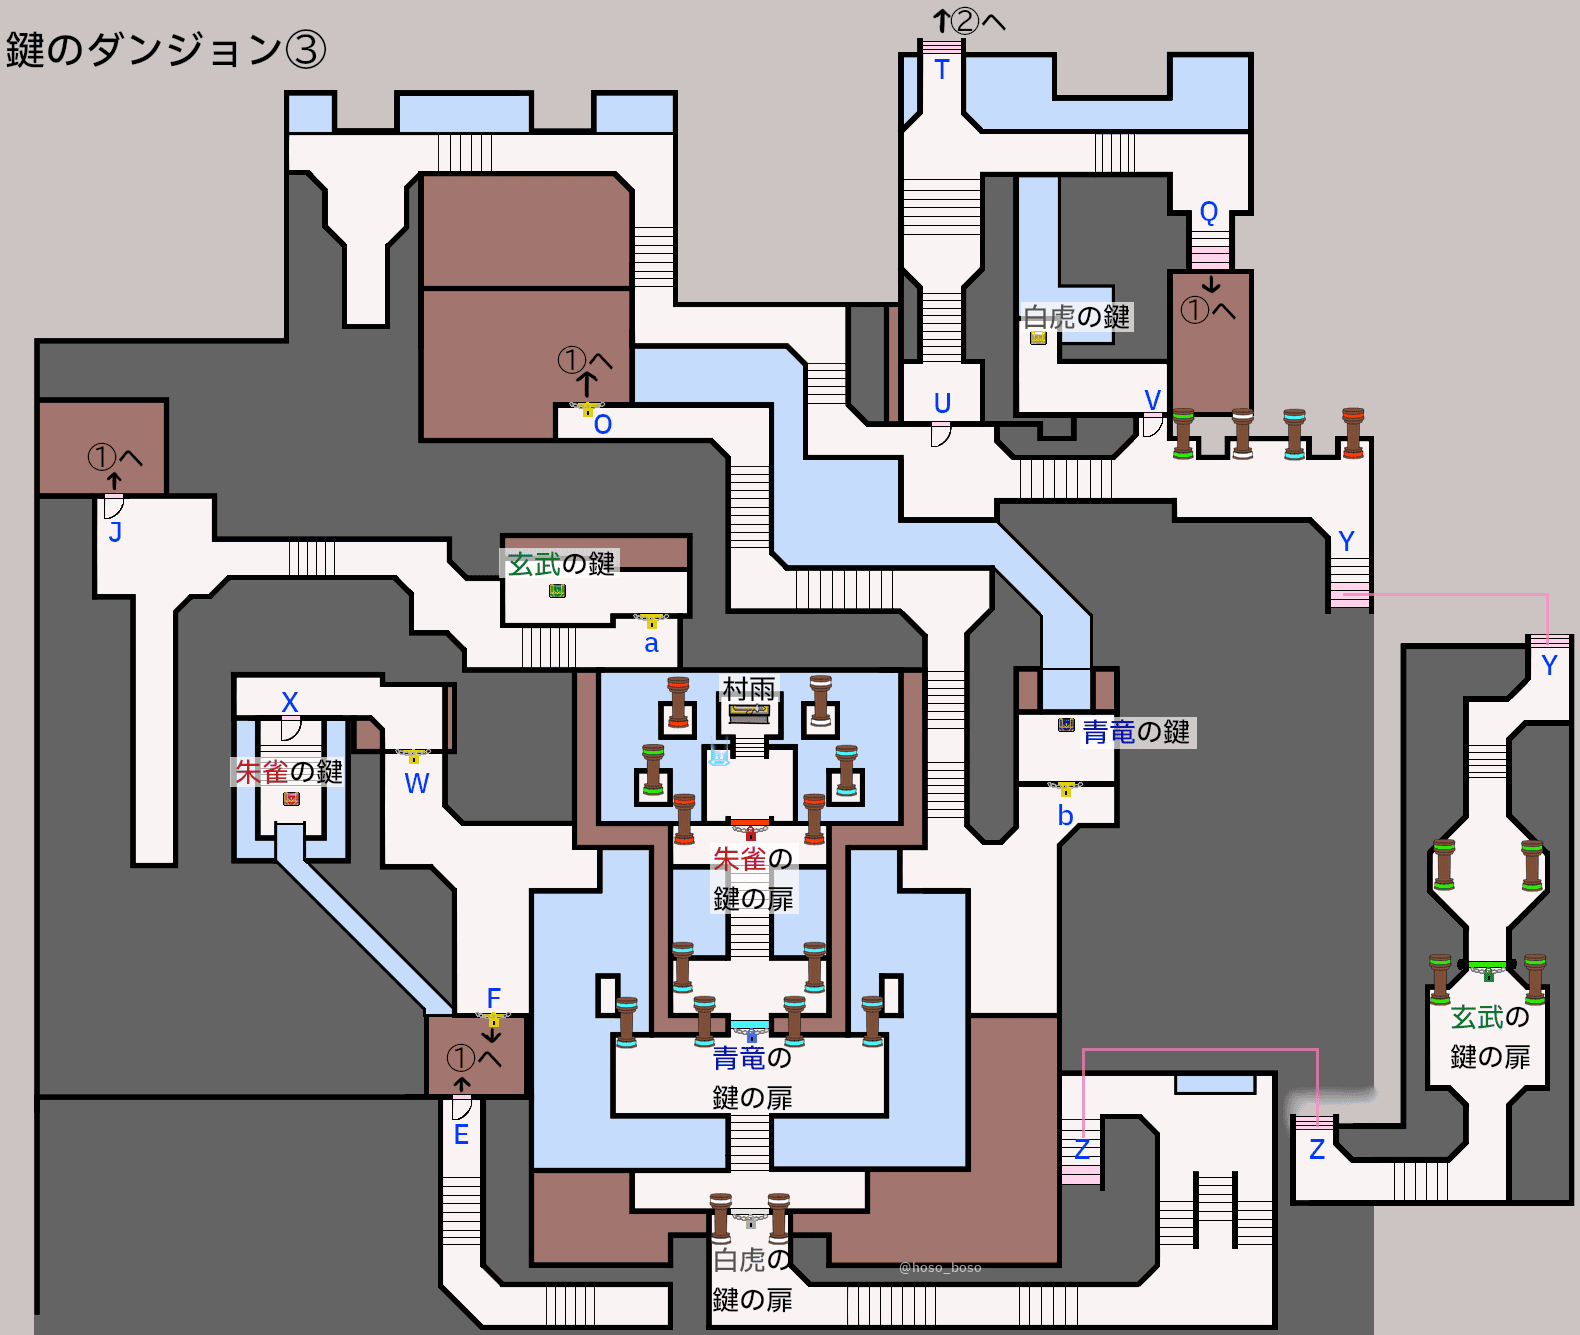 ↑②へ
鍵のダンジョン③
T
Q
①へ
白虎の鍵
①へ
V
U
O
①へ
J
Y
玄武の鍵
a
Y
村雨
X
青竜の鍵
朱雀の鍵
W
b
朱雀の
鍵の扉
F
玄武の
鍵の扉
①へ
青竜の
鍵の扉
E
Z
Z
白虎の
鍵の扉
@hoso_boso